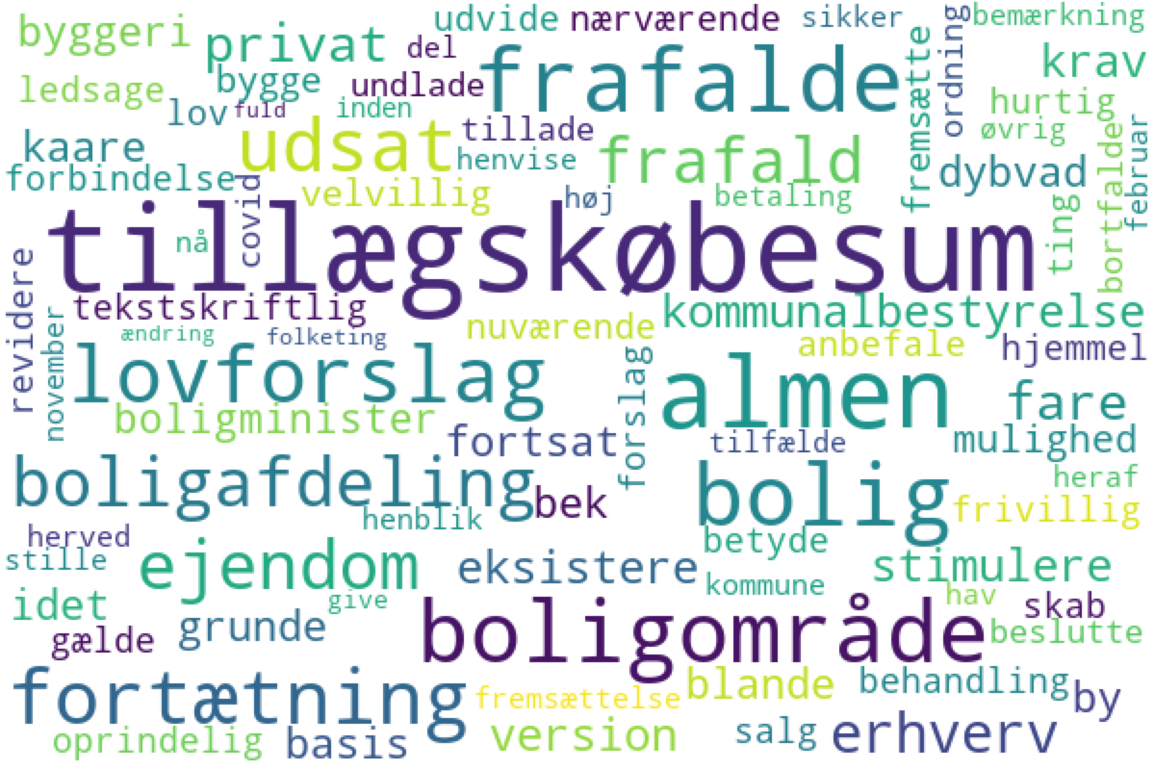 byggeri
privat
del
udvide
nærværende
sikker
ordning
bemærkning
ledsage
bygge
undlade
frafalde
fremsætte
krav
lov
fuld
inden
hurtig
kaare
udsat
tillade
frafald
øvrig
februar
forbindelse
henvise
dybvad
bortfalde
velvillig
høj
betaling
covid
nå
tillægskøbesum
ting
revidere
tekstskriftlig
kommunalbestyrelse
november
ændring
folketing
nuværende
anbefale
hjemmel
lovforslag
forslag
almen
fare
boligminister
fortsat
tilfælde
mulighed
boligafdeling
bek
bolig
heraf
frivillig
henblik
herved
stille
ejendom
eksistere
betyde
stimulere
kommune
idet
give
hav
skab
gælde
grunde
boligområde
beslutte
fortætning
fremsættelse
blande
behandling
by
oprindelig
basis
version
salg
erhverv